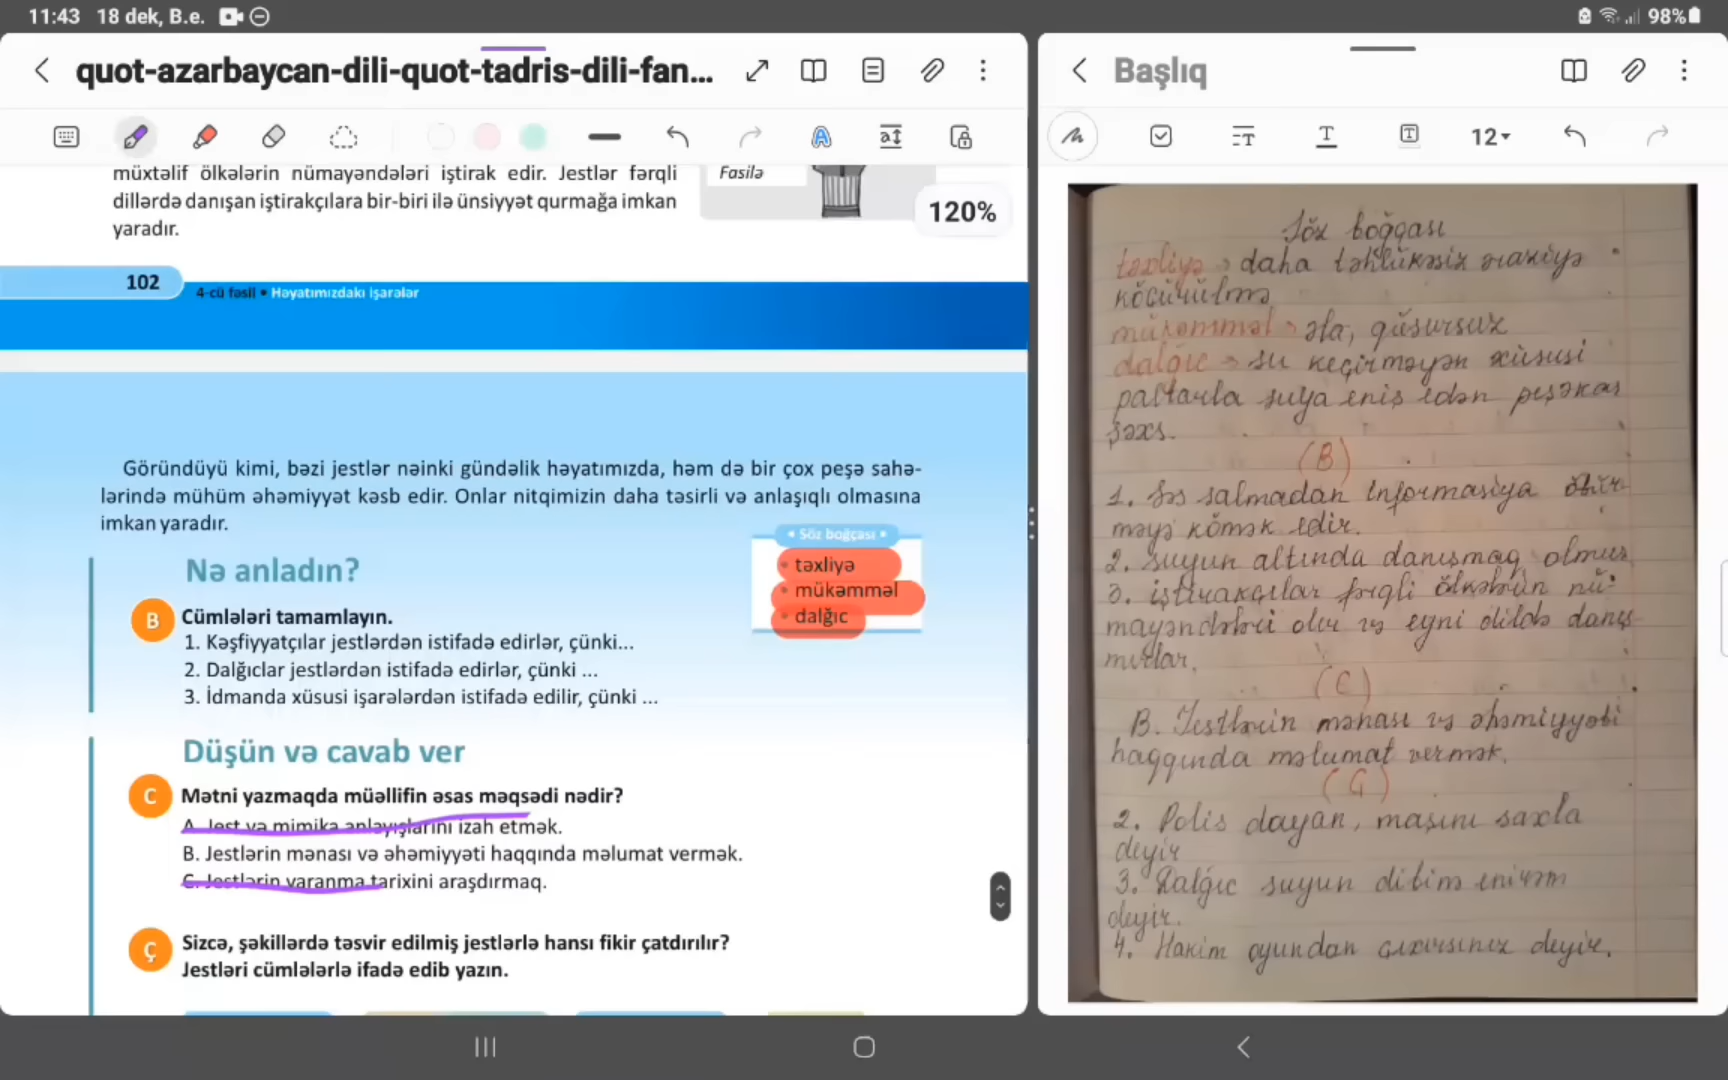 11:43 18 dek, B.e.
98%
quot-azarbaycan-dili-quot-tadris-dili-fan...
müxtəlif ölkələrin nümayəndələri iştirak edir. Jestlər fərqli
dillərdə danışan iştirakçılara bir-biri ilə ünsiyyət qurmağa imkan
yaradır.
Fasilə
120%
102
4-cü fəsil • Həyatımızdakı işarələr
Göründüyü kimi, bəzi jestlər nəinki gündəlik həyatımızda, həm də bir çox peşə sahə-
lərində mühüm əhəmiyyət kəsb edir. Onlar nitqimizin daha təsirli və anlaşıqlı olmasına
imkan yaradır.
• Söz boğçası •
• təxliyə
• mükəmməl
• dalğıc
Nə anladın?
B Cümlələri tamamlayın.
1. Kəşfiyyatçılar jestlərdən istifadə edirlər, çünki...
2. Dalğıclar jestlərdən istifadə edirlər, çünki ...
3. İdmanda xüsusi işarələrdən istifadə edilir, çünki ...
Düşün və cavab ver
C Mətni yazmaqda müəllifin əsas məqsədi nədir?
A. Jest və mimika anlayışlarını izah etmək.
B. Jestlərin mənası və əhəmiyyəti haqqında məlumat vermək.
C. Jestlərin yaranma tarixini araşdırmaq.
Ç Sizcə, şəkillərdə təsvir edilmiş jestlərlə hansı fikir çatdırılır?
Jestləri cümlələrlə ifadə edib yazın.
Başlıq
12
Söz boğçası
təxliyə → daha təhlükəsiz əraziyə
köçürülmə
mükəmməl → əla, qüsursuz
dalğıc → su keçirməyən xüsusi
paltarla suya eniş edən peşəkar
şəxs.
(B)
1. Səs salmadan informasiya ötür-
məyə kömək edir.
2. Suyun altında danışmaq olmur
3. iştirakçılar fərqli ölkələrin nü-
mayəndələri olur və eyni dildə danış-
mırlar.
(C)
B. Jestlərin mənası və əhəmiyyəti
haqqında məlumat vermək.
(Ç)
2. Polis dayan, maşını saxla
deyir
3. Dalğıc suyun dibinə enirəm
deyir.
4. Hakim oyundan çıxırsınız deyir.